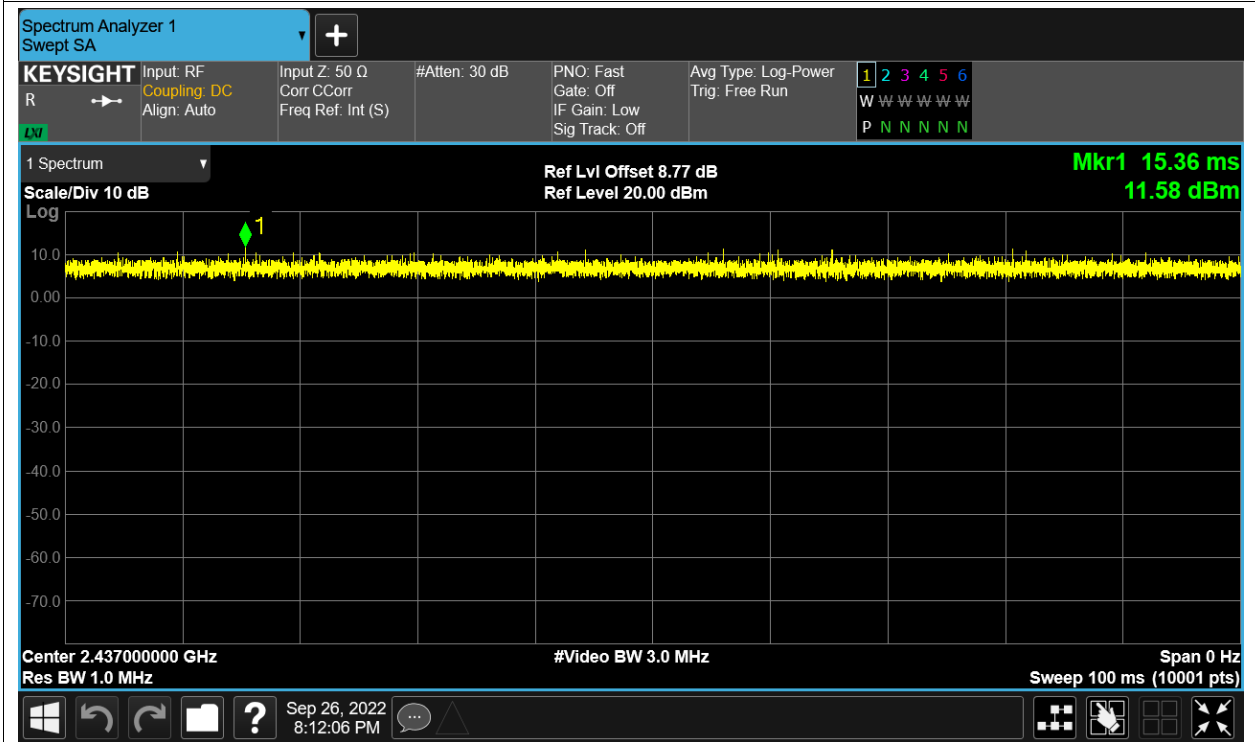 Spectrum Analyzer 1
Swept SA
KEYSIGHT
R
LXI
Input: RF
Coupling: DC
Align: Auto
Input Z: 50 Ω
Corr CCorr
Freq Ref: Int (S)
#Atten: 30 dB
PNO: Fast
Gate: Off
IF Gain: Low
Sig Track: Off
Avg Type: Log-Power
Trig: Free Run
1 2 3 4 5 6
W W W W W W
P N N N N N
1 Spectrum
Scale/Div 10 dB
Ref Lvl Offset 8.77 dB
Ref Level 20.00 dBm
Mkr1 15.36 ms
11.58 dBm
Log
1
10.0
0.00
-10.0
-20.0
-30.0
-40.0
-50.0
-60.0
-70.0
Center 2.437000000 GHz
Res BW 1.0 MHz
#Video BW 3.0 MHz
Span 0 Hz
Sweep 100 ms (10001 pts)
?
Sep 26, 2022
8:12:06 PM